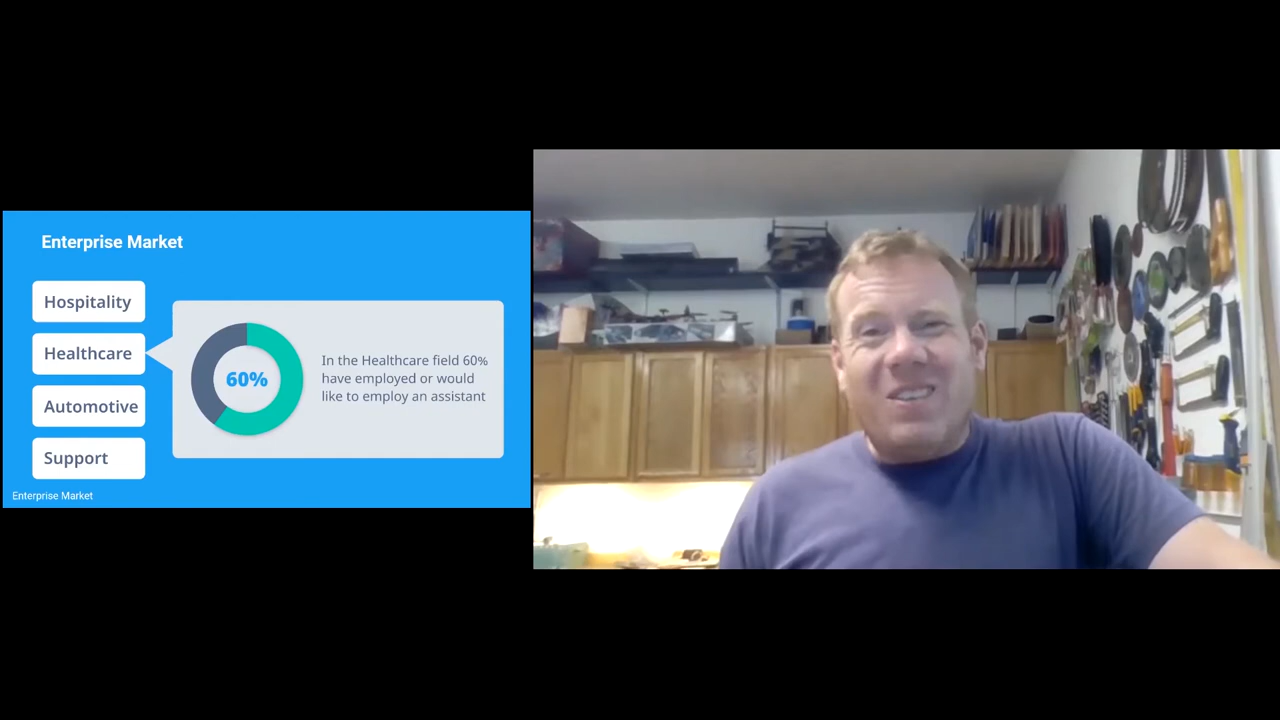 Enterprise Market
Hospitality
Healthcare
Automotive
Support
60%
In the Healthcare field 60%
have employed or would
like to employ an assistant
Enterprise Market